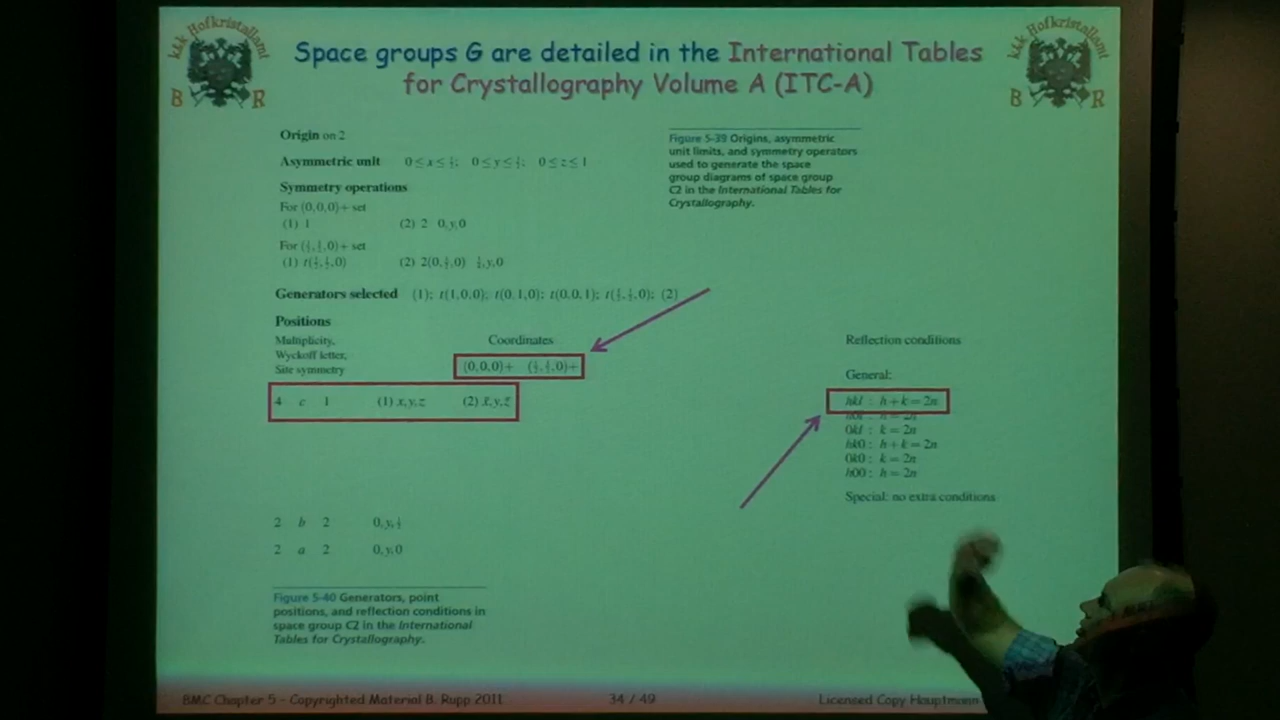 k&k Hofkristallamt
B R
Space groups G are detailed in the International Tables
for Crystallography Volume A (ITC-A)
k&k Hofkristallamt
B R
Origin on 2
Asymmetric unit 0 ≤ x ≤ ½; 0 ≤ y ≤ ½; 0 ≤ z ≤ 1
Symmetry operations
For (0,0,0)+ set
(1) 1 (2) 2 0,y,0
For (½,½,0)+ set
(1) t(½,½,0) (2) 2(0,½,0) ¼,y,0
Generators selected (1); t(1,0,0); t(0,1,0); t(0,0,1); t(½,½,0); (2)
Positions
Multiplicity,
Wyckoff letter,
Site symmetry
Coordinates
(0,0,0)+ (½,½,0)+
4 c 1 (1) x,y,z (2) x̄,y,z̄
2 b 2 0,y,½
2 a 2 0,y,0
Figure 5-39 Origins, asymmetric
unit limits, and symmetry operators
used to generate the space
group diagrams of space group
C2 in the International Tables for
Crystallography.
Reflection conditions
General:
hkl : h + k = 2n
h0l : h = 2n
0kl : k = 2n
hk0 : h + k = 2n
0k0 : k = 2n
h00 : h = 2n
Special: no extra conditions
Figure 5-40 Generators, point
positions, and reflection conditions in
space group C2 in the International
Tables for Crystallography.
BMC Chapter 5 – Copyrighted Material B. Rupp 2011
34 / 49
Licensed Copy Hauptmann